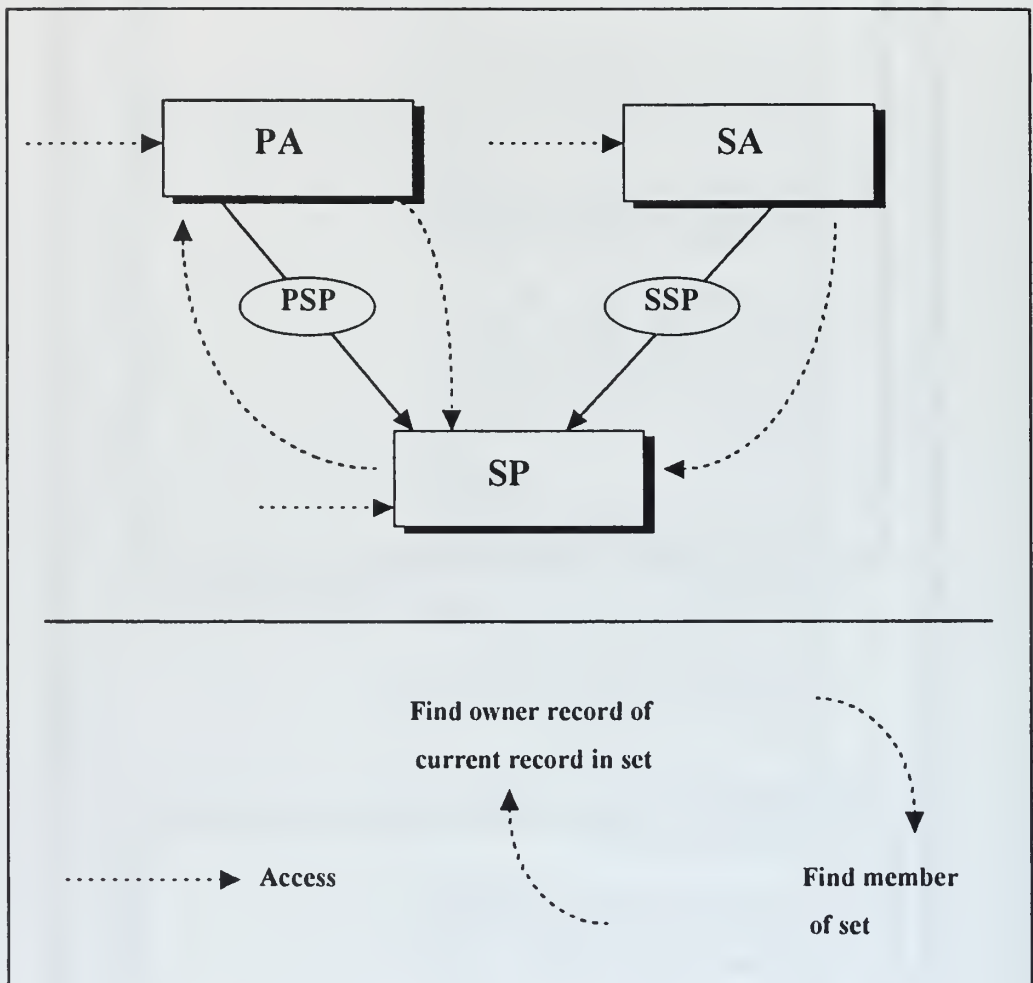 PA
SA
PSP
SSP
SP
Find owner record of
current record in set
Access
Find member
of set